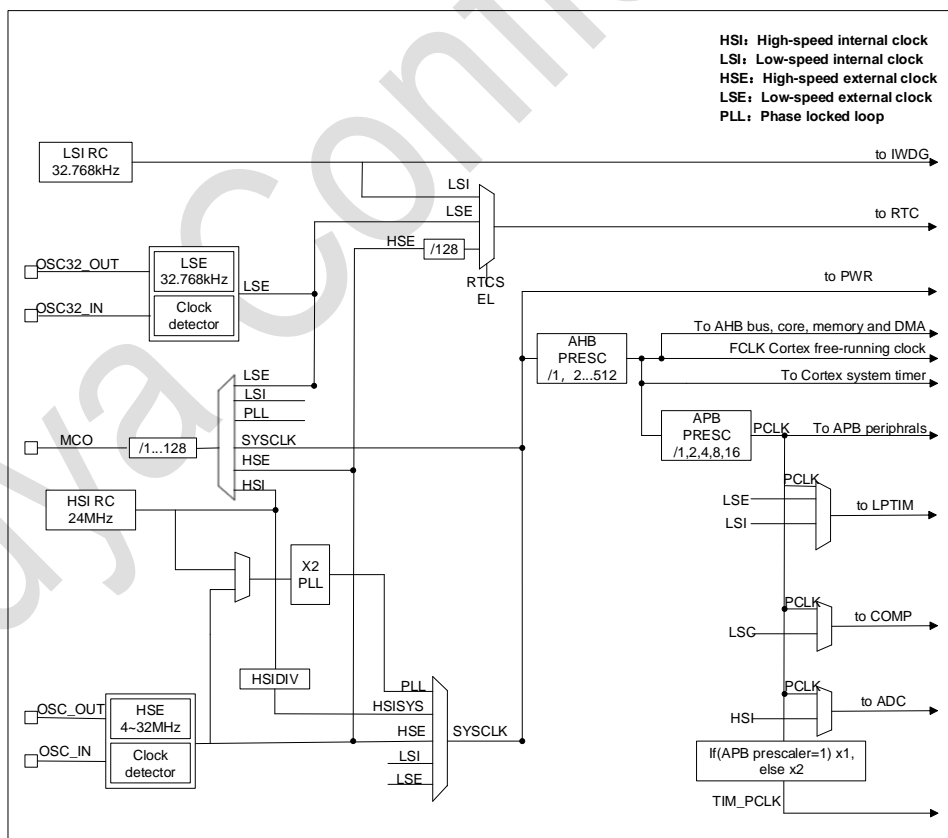 HSI：High-speed internal clock
LSI：Low-speed internal clock
HSE：High-speed external clock
LSE：Low-speed external clock
PLL：Phase locked loop
LSI RC
32.768kHz
to IWDG
LSI
LSE
to RTC
HSE
/128
OSC32_OUT
LSE
32.768kHz
LSE
RTCS
EL
to PWR
OSC32_IN
Clock
detector
To AHB bus, core, memory and DMA
AHB
PRESC
/1，2...512
FCLK Cortex free-running clock
To Cortex system timer
LSE
LSI
PLL
MCO
/1...128
SYSCLK
HSE
HSI
APB
PRESC
/1,2,4,8,16
PCLK
To APB periphrals
HSI RC
24MHz
PCLK
LSE
LSI
to LPTIM
X2
PLL
PCLK
LSC
to COMP
HSIDIV
PLL
HSISYS
HSE
LSI
LSE
SYSCLK
PCLK
HSI
to ADC
OSC_OUT
HSE
4~32MHz
OSC_IN
Clock
detector
If(APB prescaler=1) x1,
else x2
TIM_PCLK